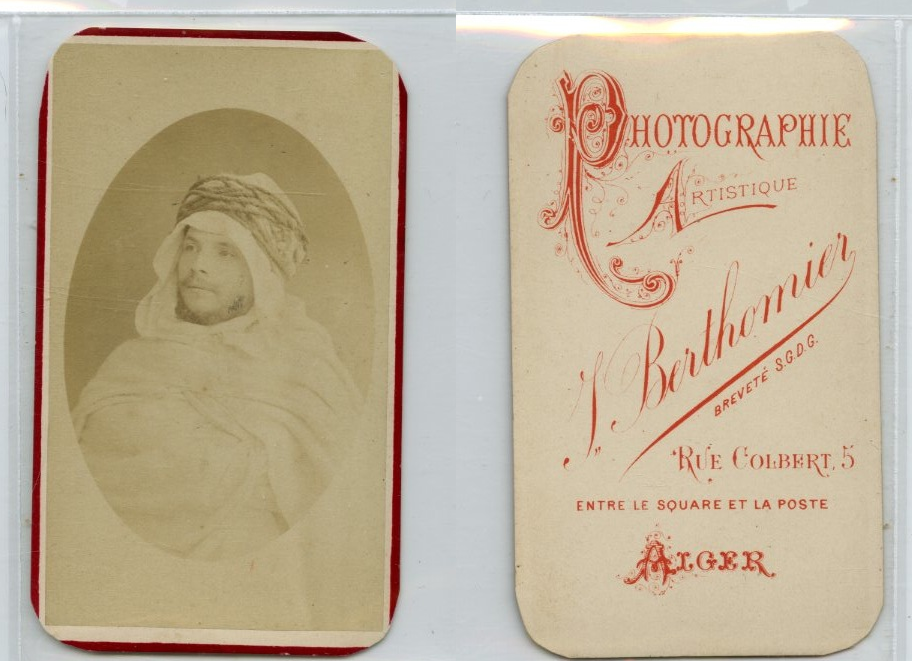 PHOTOGRAPHIE
ARTISTIQUE
J. Berthomier
BREVETÉ S.G.D.G.
RUE COLBERT, 5
ENTRE LE SQUARE ET LA POSTE
ALGER